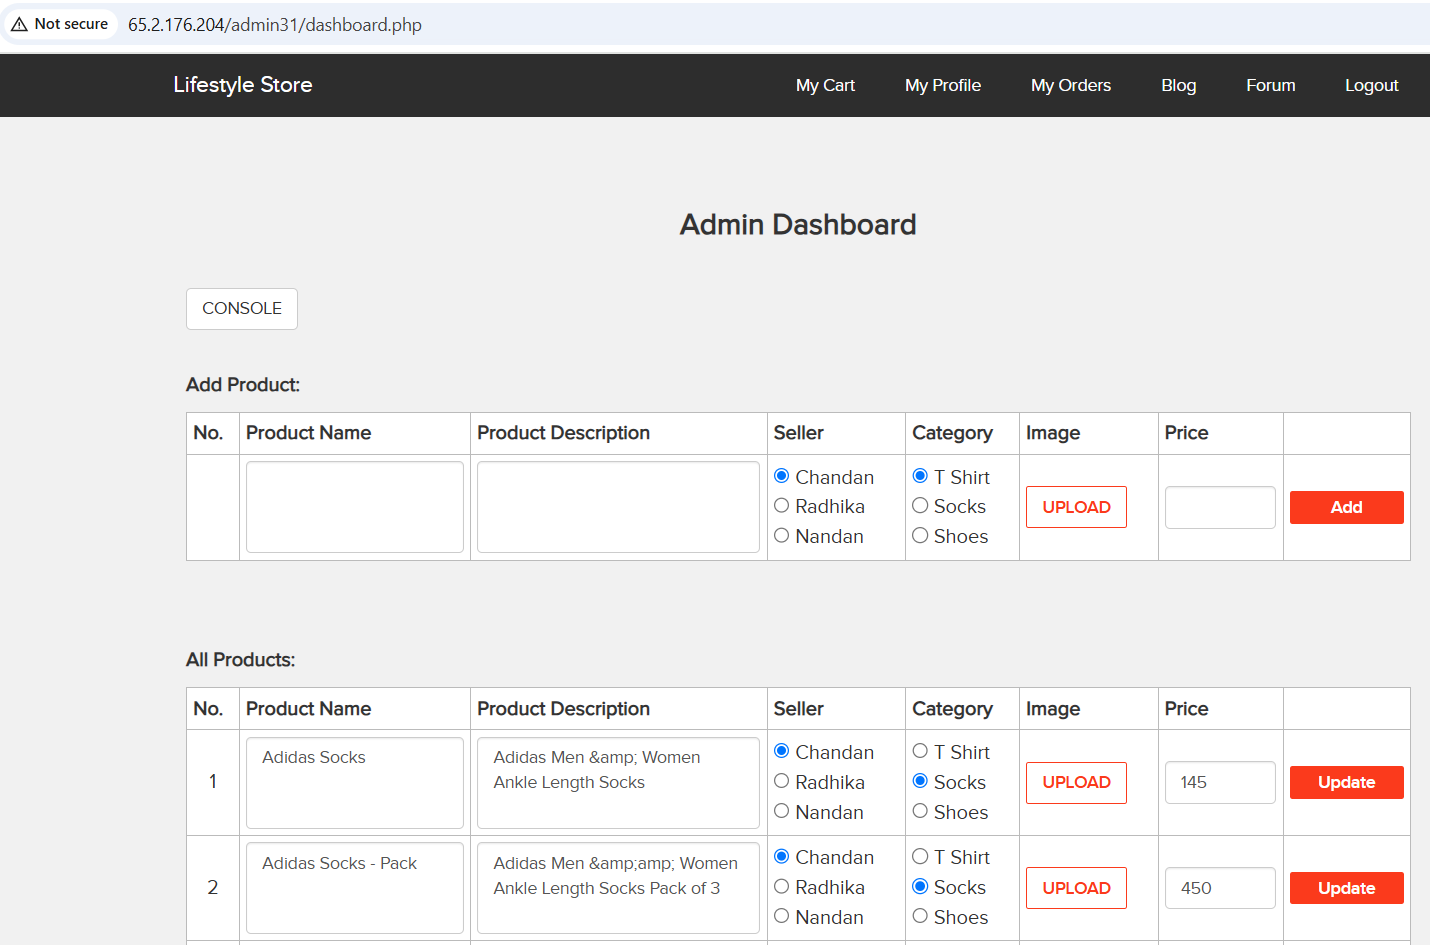 Not secure 65.2.176.204/admin31/dashboard.php
Lifestyle Store My Cart My Profile My Orders Blog Forum Logout
Admin Dashboard
CONSOLE
Add Product:
No. Product Name Product Description Seller Category Image Price
Chandan T Shirt
Radhika Socks UPLOAD Add
Nandan Shoes
All Products:
No. Product Name Product Description Seller Category Image Price
Adidas Socks Adidas Men &amp; Women Chandan T Shirt
1 Ankle Length Socks Radhika Socks UPLOAD 145 Update
Nandan Shoes
Adidas Socks - Pack Adidas Men &amp;amp; Women Chandan T Shirt
2 Ankle Length Socks Pack of 3 Radhika Socks UPLOAD 450 Update
Nandan Shoes